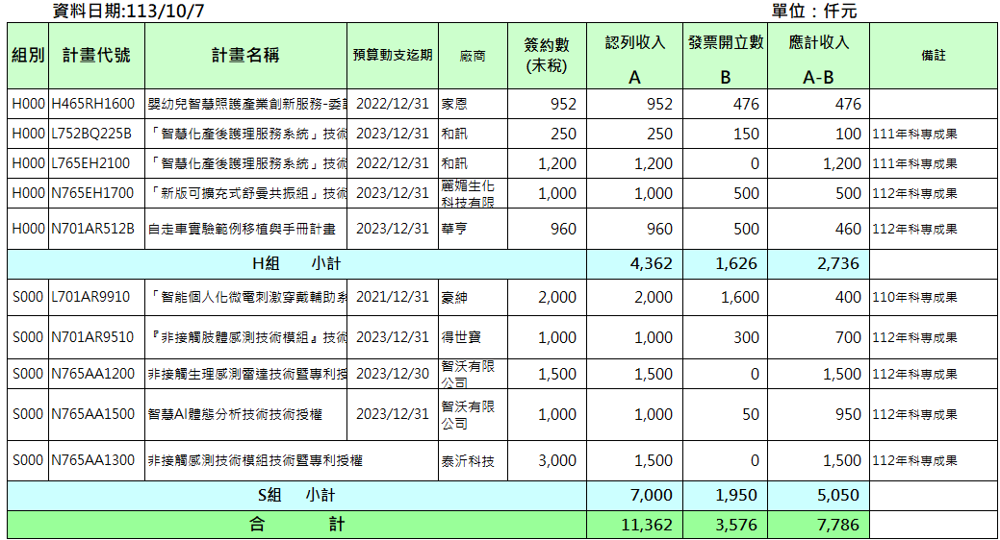 資料日期:113/10/7 單位：仟元
組別 計畫代號 計畫名稱 預算動支迄期 廠商 簽約數 (未稅) 認列收入 A 發票開立數 B 應計收入 A-B 備註
H000 H465RH1600 嬰幼兒智慧照護產業創新服務-委 2022/12/31 家恩 952 952 476 476
H000 L752BQ225B 「智慧化產後護理服務系統」技術 2023/12/31 和訊 250 250 150 100 111年科專成果
H000 L765EH2100 「智慧化產後護理服務系統」技術 2022/12/31 和訊 1,200 1,200 0 1,200 111年科專成果
H000 N765EH1700 「新版可擴充式舒曼共振組」技術 2023/12/31 麗媚生化科技有限 1,000 1,000 500 500 112年科專成果
H000 N701AR512B 自走車實驗範例移植與手冊計畫 2023/12/31 華亨 960 960 500 460 112年科專成果
H組 小計 4,362 1,626 2,736
S000 L701AR9910 「智能個人化微電刺激穿戴輔助系 2021/12/31 豪紳 2,000 2,000 1,600 400 110年科專成果
S000 N701AR9510 『非接觸肢體感測技術模組』技術 2023/12/31 得世寶 1,000 1,000 300 700 112年科專成果
S000 N765AA1200 非接觸生理感測雷達技術暨專利授 2023/12/30 智沃有限公司 1,500 1,500 0 1,500 112年科專成果
S000 N765AA1500 智慧AI體態分析技術技術授權 2023/12/31 智沃有限公司 1,000 1,000 50 950 112年科專成果
S000 N765AA1300 非接觸感測技術模組技術暨專利授權 泰沂科技 3,000 1,500 0 1,500 112年科專成果
S組 小計 7,000 1,950 5,050
合 計 11,362 3,576 7,786